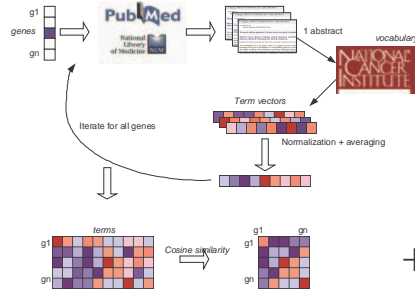 g1
genes
gn
PubMed
National
Library
of Medicine
NLM
1 abstract
vocabulary
NATIONAL
CANCER
INSTITUTE
Term vectors
Iterate for all genes
Normalization + averaging
terms
g1
gn
Cosine similarity
g1 gn
g1
gn
+